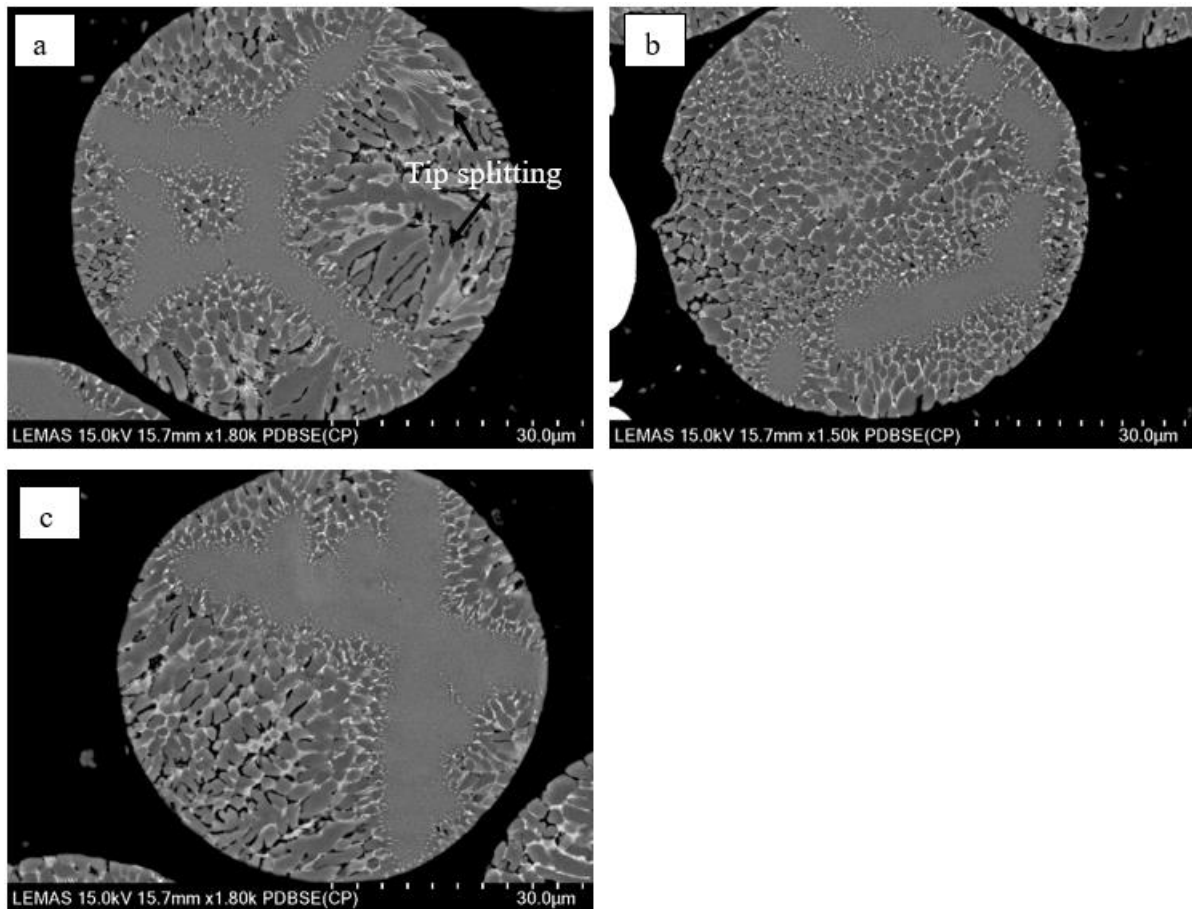 a
Tip splitting
LEMAS 15.0kV 15.7mm x1.80k PDBSE(CP)
30.0µm
b
LEMAS 15.0kV 15.7mm x1.50k PDBSE(CP)
30.0µm
c
LEMAS 15.0kV 15.7mm x1.80k PDBSE(CP)
30.0µm